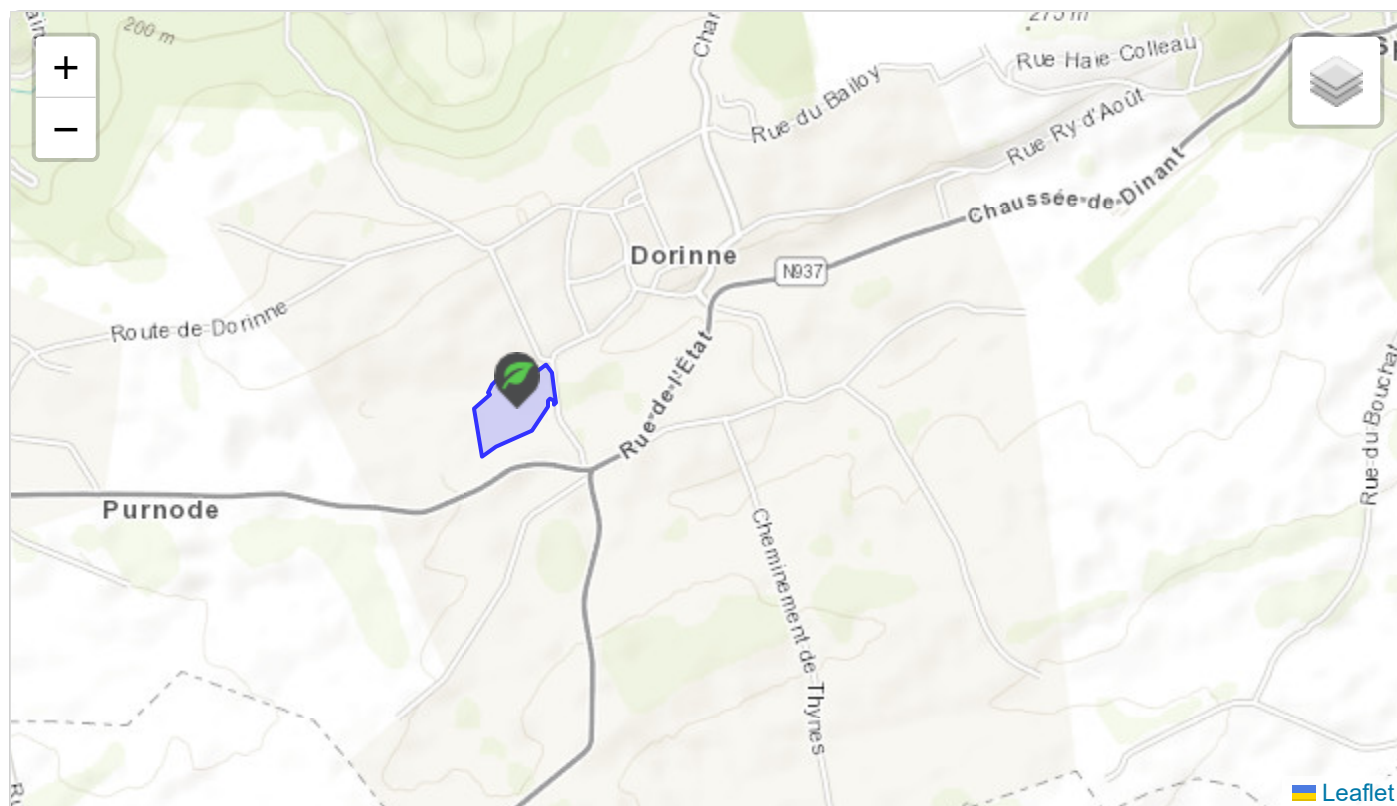 200 m
275 m
Rue Haie Colleau
+
Rue du Bailoy
−
Rue Ry d'Août
Chaussée-de-Dinant
Dorinne
N937
Route de Dorinne
Rue-de-l'État
Rue-du-Bouchat
Purnode
Cheminement-de-Thynes
Leaflet